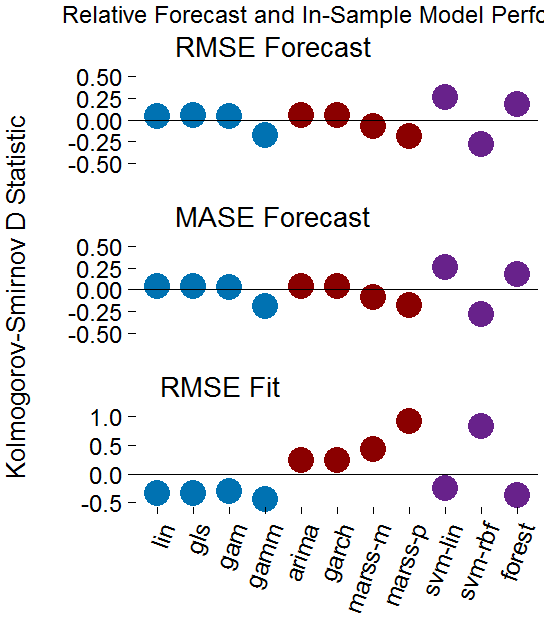 Relative Forecast and In-Sample Model Perfo
RMSE Forecast
0.50
0.25
0.00
-0.25
-0.50
MASE Forecast
0.50
0.25
0.00
-0.25
-0.50
RMSE Fit
1.0
0.5
0.0
-0.5
Kolmogorov-Smirnov D Statistic
lin
gls
gam
gamm
arima
garch
marss-m
marss-p
svm-lin
svm-rbf
forest